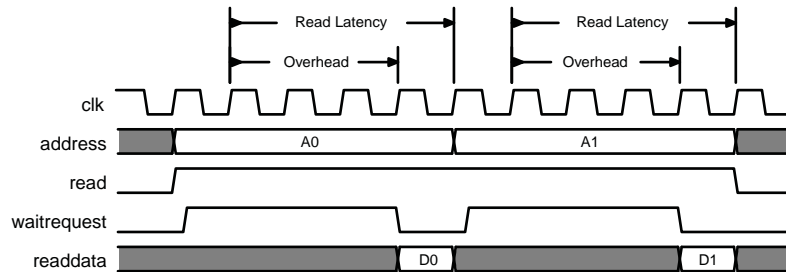 Read Latency Read Latency
Overhead Overhead
clk
address A0 A1
read
waitrequest
readdata D0 D1